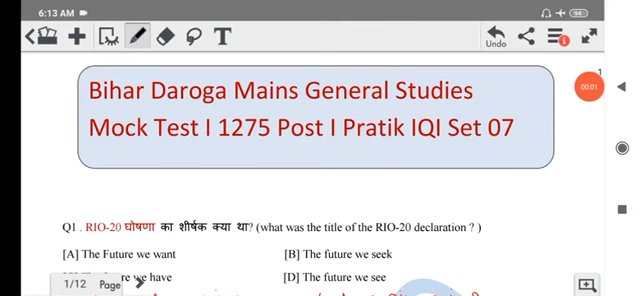 6:13 AM
94
T
Undo
1
00:01
Bihar Daroga Mains General Studies
Mock Test I 1275 Post I Pratik IQI Set 07
Q1 . RIO-20 घोषणा का शीर्षक क्या था? (what was the title of the RIO-20 declaration ? )
[A] The Future we want [B] The future we seek
we have [D] The future we see
1/12 Page